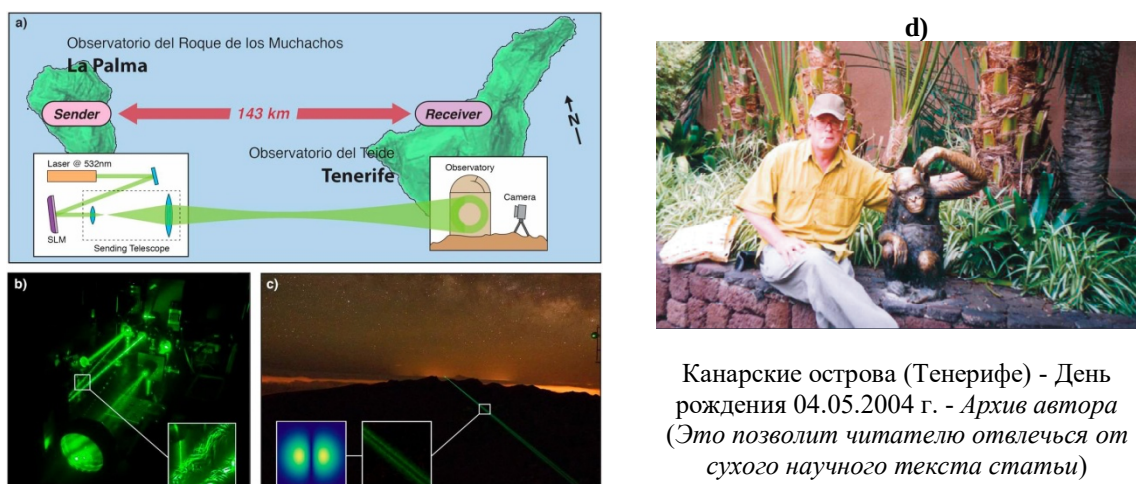 a)
Observatorio del Roque de los Muchachos
La Palma
Sender
143 km
Receiver
N
Observatorio del Teide
Tenerife
Laser @ 532nm
SLM
Sending Telescope
Observatory
Camera
b)
c)
d)
Канарские острова (Тенерифе) - День
рождения 04.05.2004 г. - Архив автора
(Это позволит читателю отвлечься от
сухого научного текста статьи)